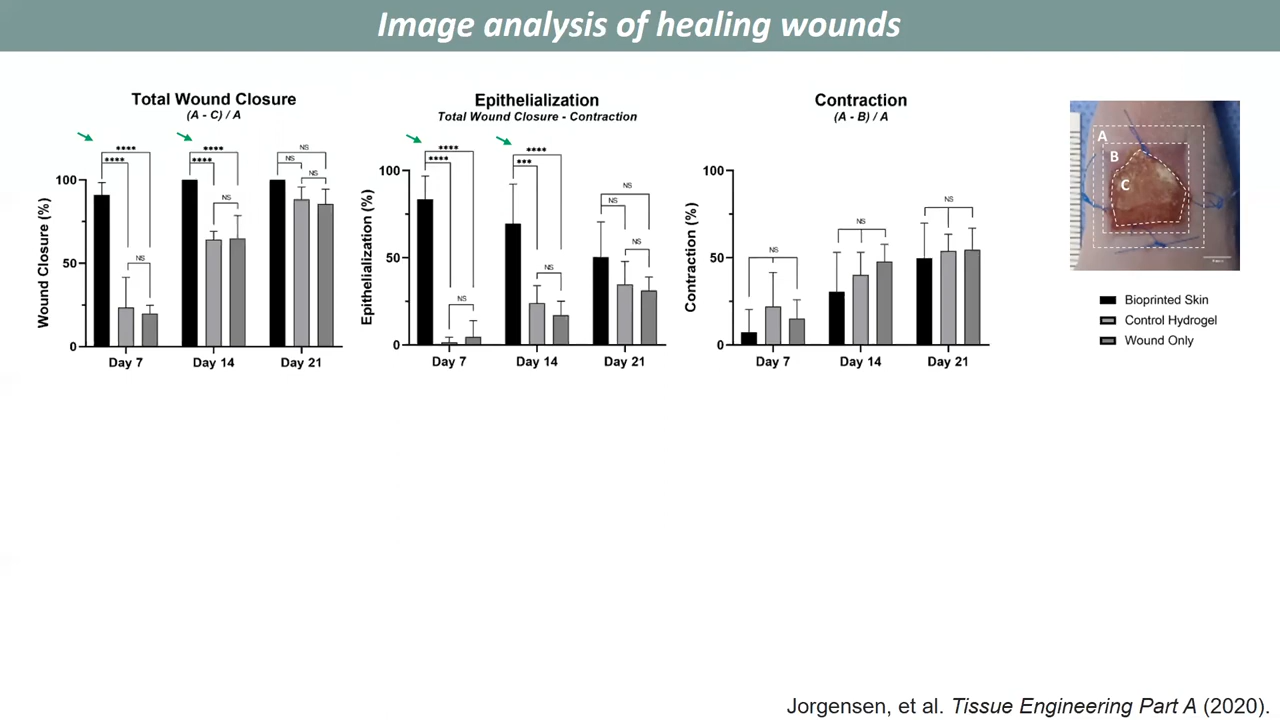 Image analysis of healing wounds
Total Wound Closure
(A - C) / A
Wound Closure (%)
100
50
0
****
****
NS
****
****
NS
NS
NS
NS
Day 7
Day 14
Day 21
Epithelialization
Total Wound Closure - Contraction
Epithelialization (%)
100
50
0
****
****
NS
****
***
NS
NS
NS
NS
Day 7
Day 14
Day 21
Contraction
(A - B) / A
Contraction (%)
100
50
0
NS
NS
NS
Day 7
Day 14
Day 21
A
B
C
Bioprinted Skin
Control Hydrogel
Wound Only
Jorgensen, et al. Tissue Engineering Part A (2020).